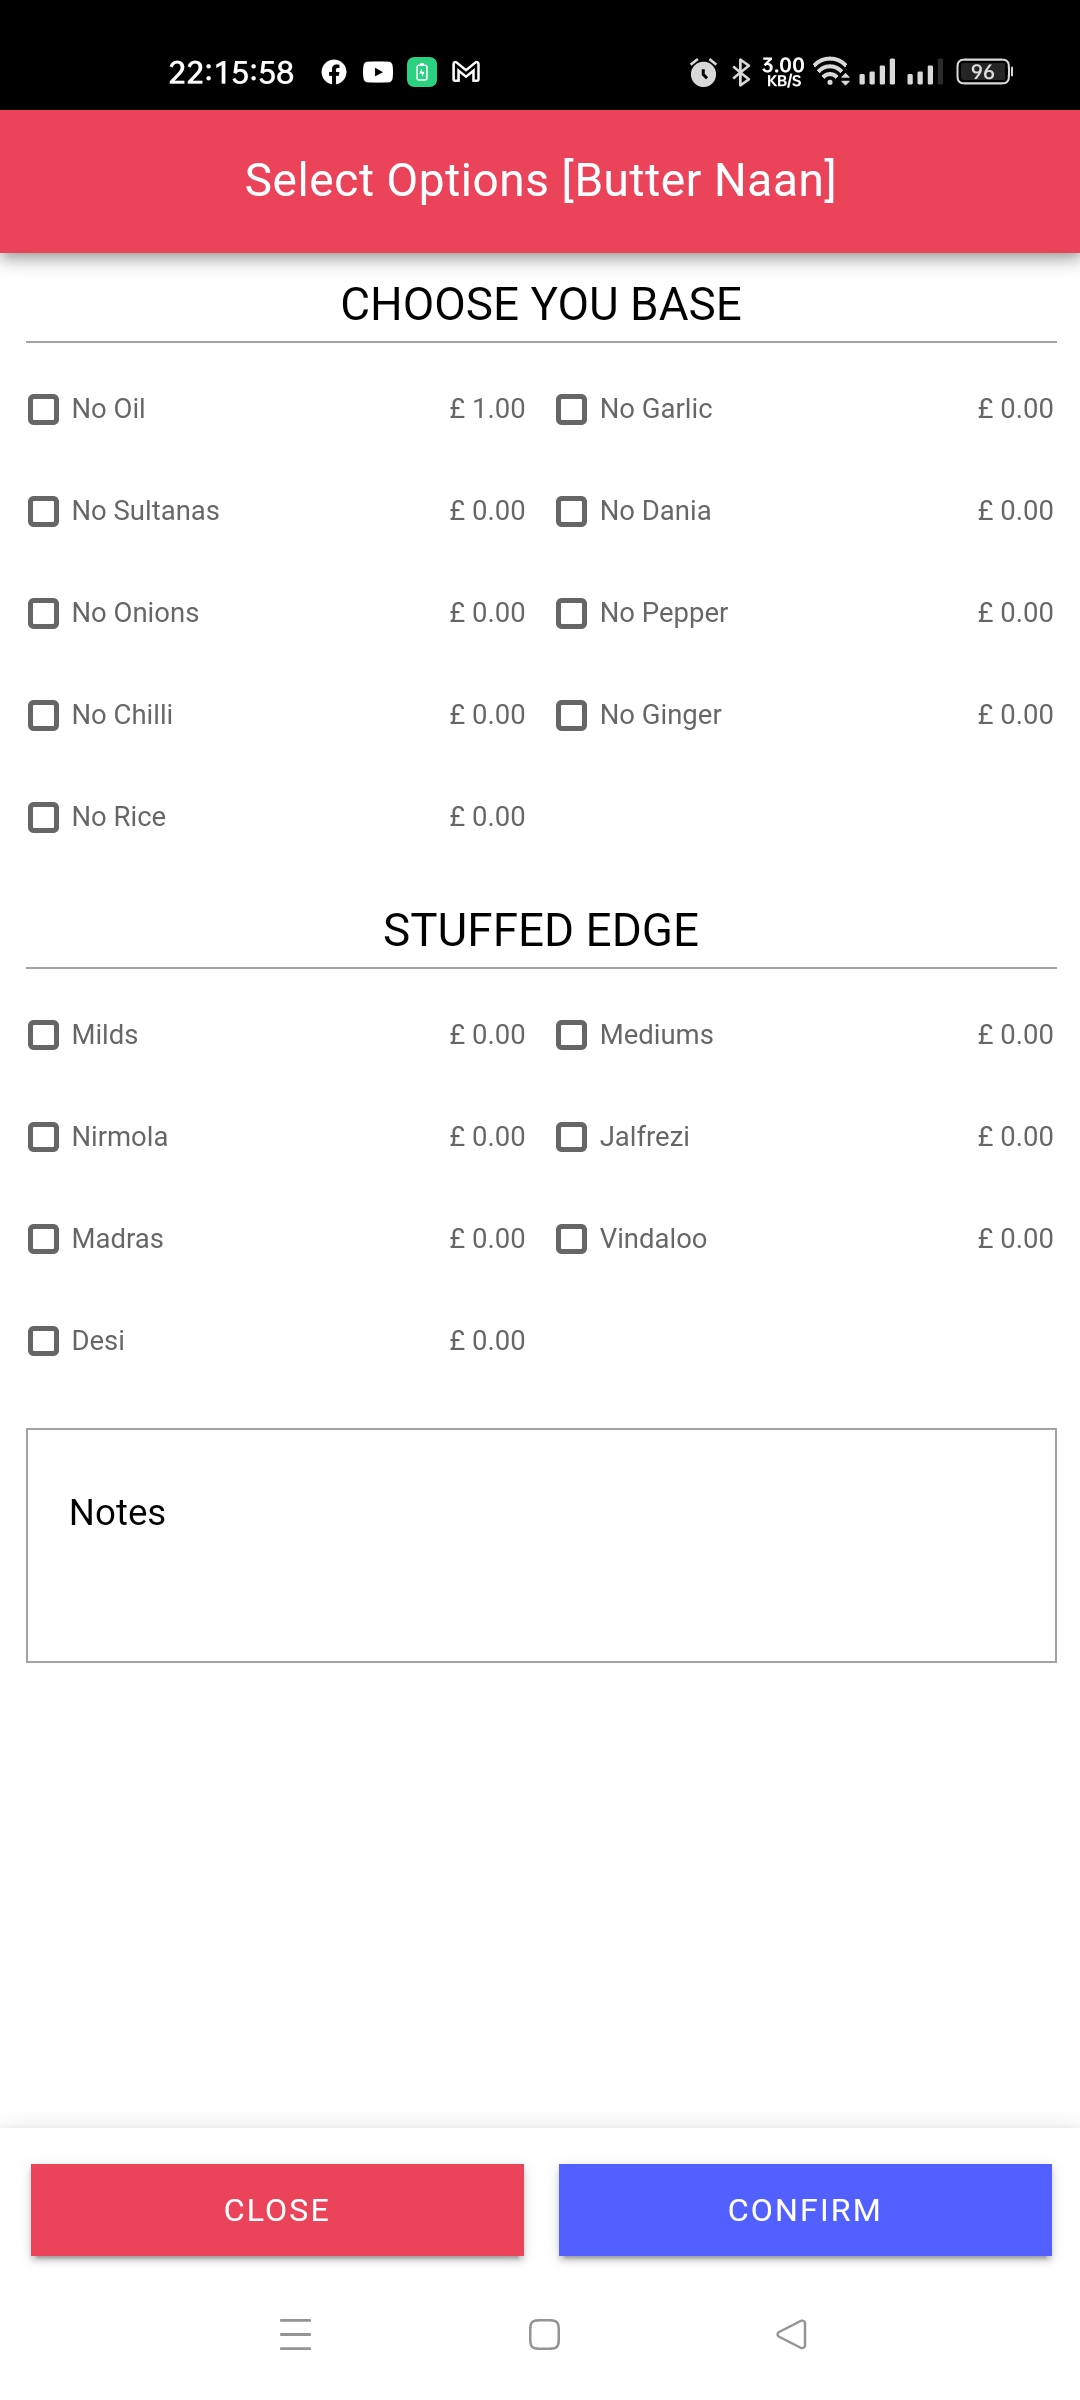 22:15:58 3.00 KB/S 96
Select Options [Butter Naan]
CHOOSE YOU BASE
No Oil £ 1.00 No Garlic £ 0.00
No Sultanas £ 0.00 No Dania £ 0.00
No Onions £ 0.00 No Pepper £ 0.00
No Chilli £ 0.00 No Ginger £ 0.00
No Rice £ 0.00
STUFFED EDGE
Milds £ 0.00 Mediums £ 0.00
Nirmola £ 0.00 Jalfrezi £ 0.00
Madras £ 0.00 Vindaloo £ 0.00
Desi £ 0.00
Notes
CLOSE CONFIRM